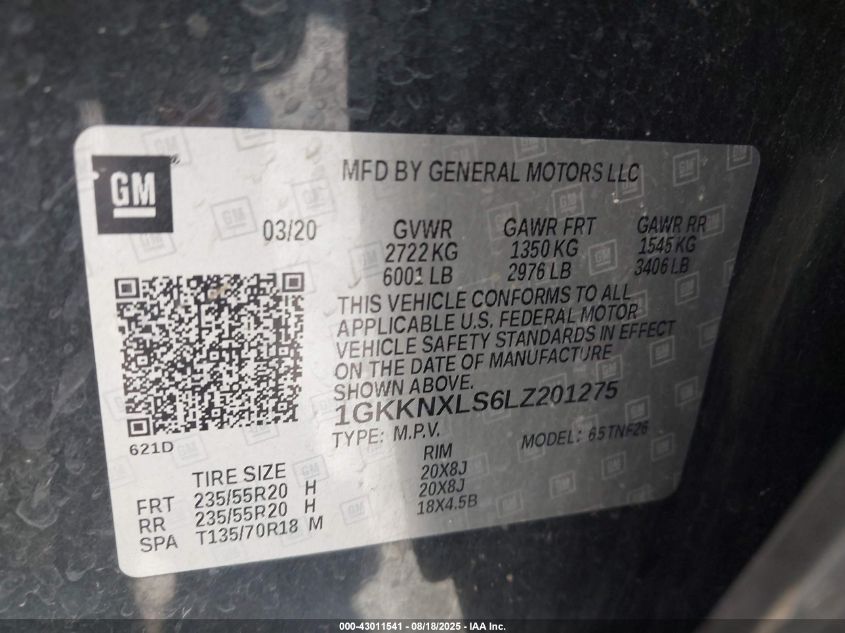 GM
®
MFD BY GENERAL MOTORS LLC
03/20 GVWR GAWR FRT GAWR RR
2722 KG 1350 KG 1545 KG
6001 LB 2976 LB 3406 LB
THIS VEHICLE CONFORMS TO ALL
APPLICABLE U.S. FEDERAL MOTOR
VEHICLE SAFETY STANDARDS IN EFFECT
ON THE DATE OF MANUFACTURE
SHOWN ABOVE.
1GKKNXLS6LZ201275
TYPE: M.P.V. MODEL: 6STNF26
621D
TIRE SIZE RIM
FRT 235/55R20 H 20X8J
RR 235/55R20 H 20X8J
SPA T135/70R18 M 18X4.5B
000-43011541 | 08/18/2025 - IAA Inc.